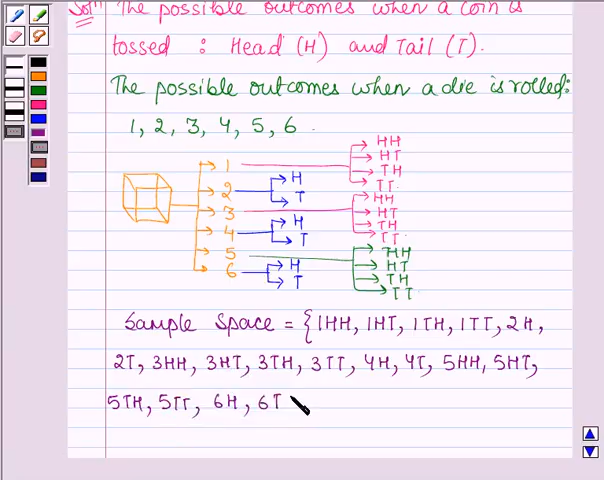 Sol:
The possible outcomes when a coin is
tossed : Head (H) and Tail (T).
The possible outcomes when a die is rolled:
1, 2, 3, 4, 5, 6
1
HH
HT
TH
TT
2
H
T
3
HH
HT
TH
TT
4
H
T
5
HH
HT
TH
TT
6
H
T
Sample Space = {1HH, 1HT, 1TH, 1TT, 2H,
2T, 3HH, 3HT, 3TH, 3TT, 4H, 4T, 5HH, 5HT,
5TH, 5TT, 6H, 6T